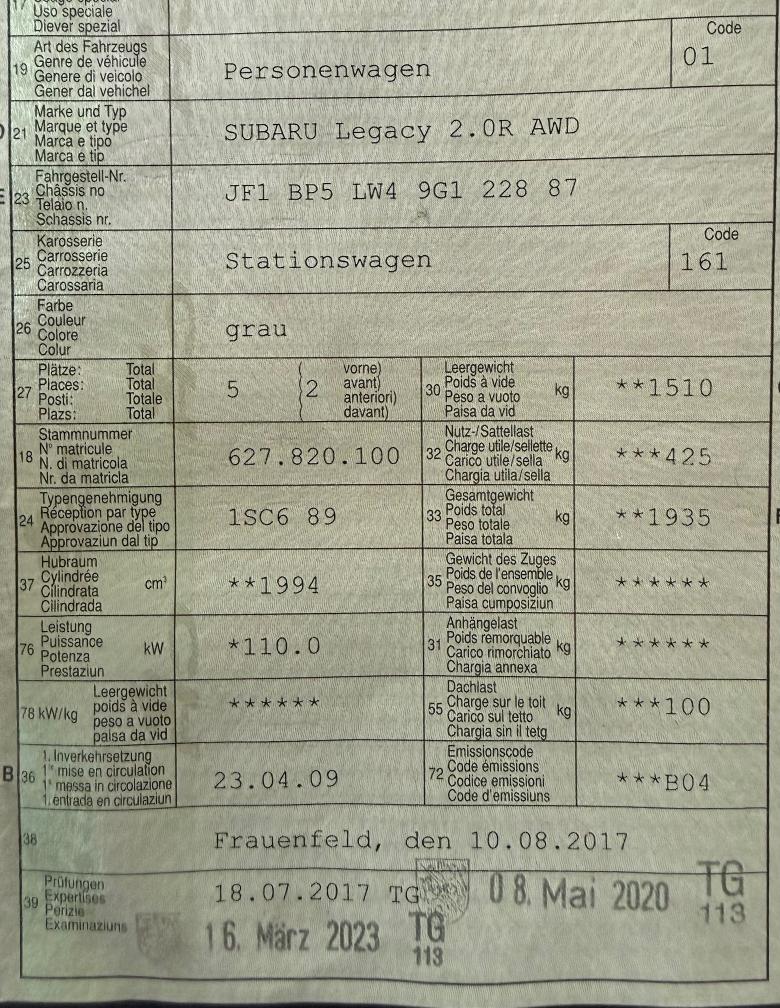 17
Uso speciale
Diever spezial
19
Art des Fahrzeugs
Genre de véhicule
Genere di veicolo
Gener dal vehichel
Personenwagen
Code
01
21
Marke und Typ
Marque et type
Marca e tipo
Marca e tip
SUBARU Legacy 2.0R AWD
E 23
Fahrgestell-Nr.
Châssis no
Telaio n.
Schassis nr.
JF1 BP5 LW4 9G1 228 87
25
Karosserie
Carrosserie
Carrozzeria
Carossaria
Stationswagen
Code
161
26
Farbe
Couleur
Colore
Colur
grau
27
Plätze: Total
Places: Total
Posti: Totale
Plazs: Total
5 ( 2
vorne)
avant)
anteriori)
davant)
30
Leergewicht
Poids à vide
Peso a vuoto
Paisa da vid
kg
**1510
18
Stammnummer
N° matricule
N. di matricola
Nr. da matricla
627.820.100
32
Nutz-/Sattellast
Charge utile/sellette
Carico utile/sella
Chargia utila/sella
kg
***425
24
Typengenehmigung
Réception par type
Approvazione del tipo
Approvaziun dal tip
1SC6 89
33
Gesamtgewicht
Poids total
Peso totale
Paisa totala
kg
**1935
37
Hubraum
Cylindrée
Cilindrata
Cilindrada
cm³
**1994
35
Gewicht des Zuges
Poids de l'ensemble
Peso del convoglio
Paisa cumposiziun
kg
******
76
Leistung
Puissance
Potenza
Prestaziun
kW
*110.0
31
Anhängelast
Poids remorquable
Carico rimorchiato
Chargia annexa
kg
******
78 kW/kg
Leergewicht
poids à vide
peso a vuoto
paisa da vid
******
55
Dachlast
Charge sur le toit
Carico sul tetto
Chargia sin il tetg
kg
***100
B 36
1. Inverkehrsetzung
1re mise en circulation
1a messa in circolazione
1. entrada en circulaziun
23.04.09
72
Emissionscode
Code émissions
Codice emissioni
Code d'emissiuns
***B04
38
Frauenfeld, den 10.08.2017
39
Prüfungen
Expertises
Perizie
Examinaziuns
18.07.2017 TG
08. Mai 2020
TG
113
16. März 2023
TG
113